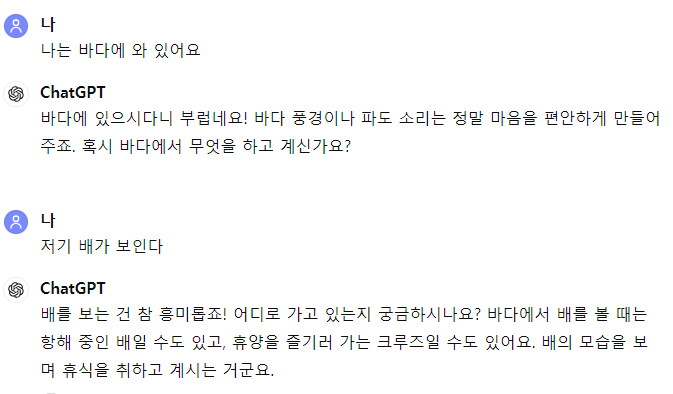 나
나는 바다에 와 있어요
ChatGPT
바다에 있으시다니 부럽네요! 바다 풍경이나 파도 소리는 정말 마음을 편안하게 만들어
주죠. 혹시 바다에서 무엇을 하고 계신가요?
나
저기 배가 보인다
ChatGPT
배를 보는 건 참 흥미롭죠! 어디로 가고 있는지 궁금하시나요? 바다에서 배를 볼 때는
항해 중인 배일 수도 있고, 휴양을 즐기러 가는 크루즈일 수도 있어요. 배의 모습을 보
며 휴식을 취하고 계시는 거군요.